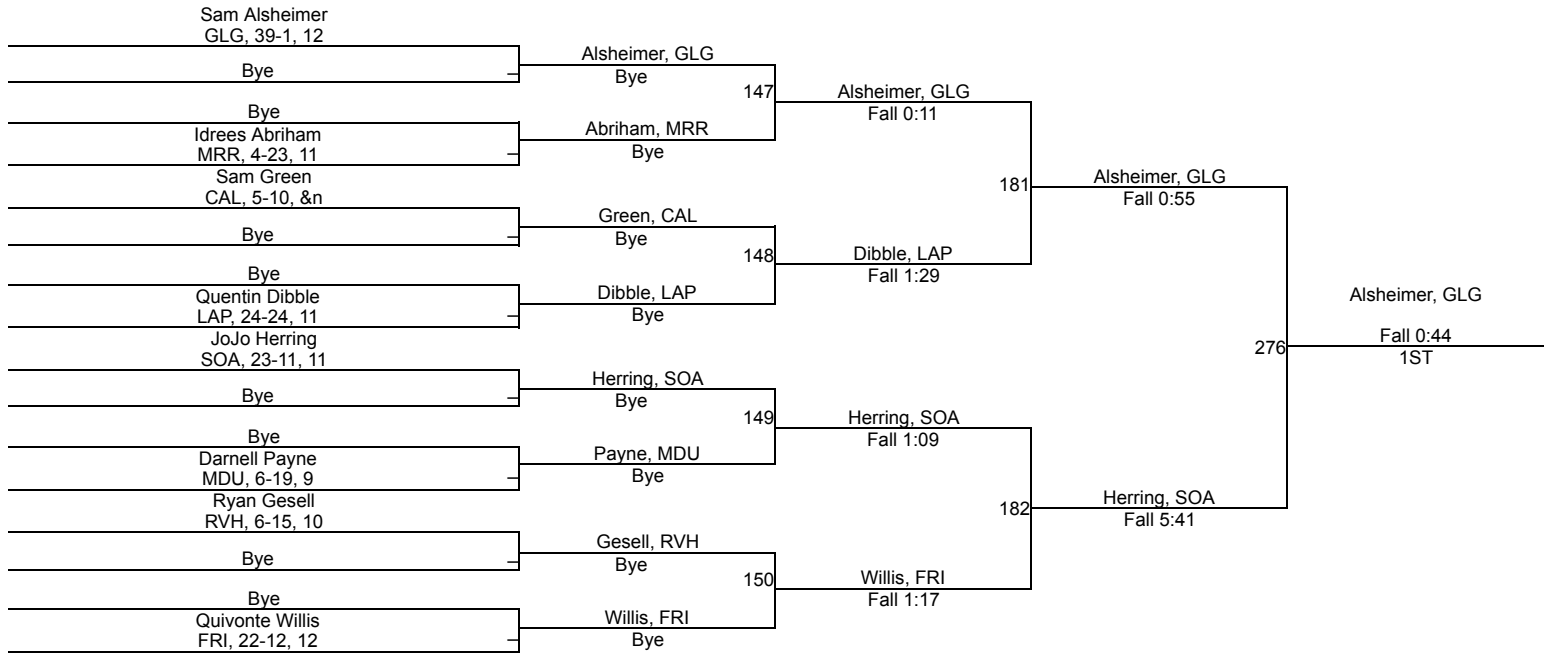 Sam Alsheimer
GLG, 39-1, 12
Bye
Bye
Idrees Abriham
MRR, 4-23, 11
Sam Green
CAL, 5-10, &n
Bye
Bye
Quentin Dibble
LAP, 24-24, 11
JoJo Herring
SOA, 23-11, 11
Bye
Bye
Darnell Payne
MDU, 6-19, 9
Ryan Gesell
RVH, 6-15, 10
Bye
Bye
Quivonte Willis
FRI, 22-12, 12
Alsheimer, GLG
Bye
147
Abriham, MRR
Bye
Green, CAL
Bye
148
Dibble, LAP
Bye
Herring, SOA
Bye
149
Payne, MDU
Bye
Gesell, RVH
Bye
150
Willis, FRI
Bye
Alsheimer, GLG
Fall 0:11
181
Dibble, LAP
Fall 1:29
Herring, SOA
Fall 1:09
182
Willis, FRI
Fall 1:17
Alsheimer, GLG
Fall 0:55
276
Herring, SOA
Fall 5:41
Alsheimer, GLG
Fall 0:44
1ST